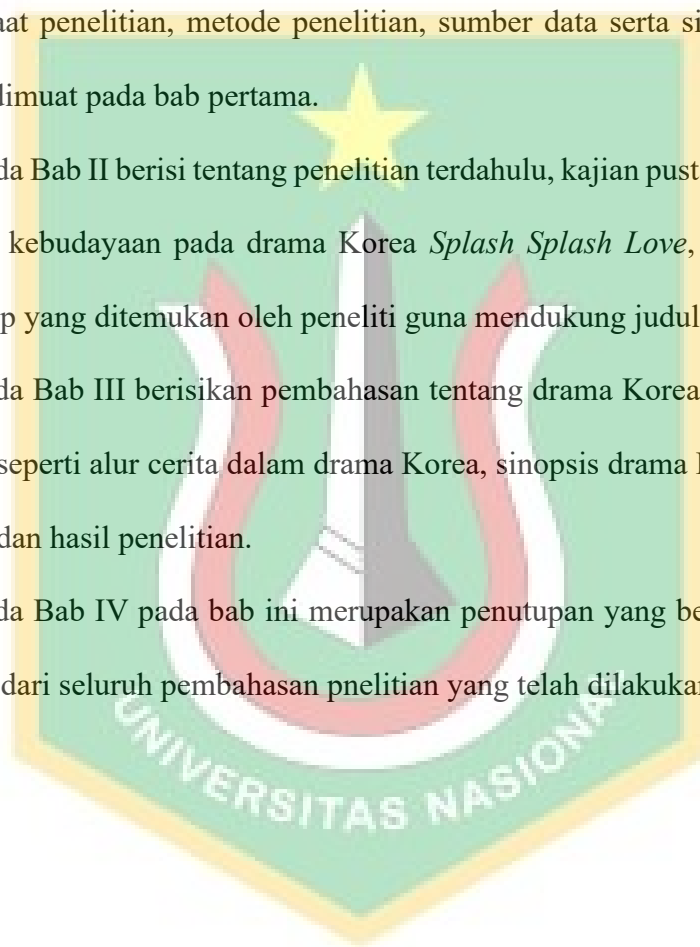 aat penelitian, metode penelitian, sumber data serta si
dimuat pada bab pertama.
da Bab II berisi tentang penelitian terdahulu, kajian pust
kebudayaan pada drama Korea Splash Splash Love,
p yang ditemukan oleh peneliti guna mendukung judul
da Bab III berisikan pembahasan tentang drama Korea
seperti alur cerita dalam drama Korea, sinopsis drama
dan hasil penelitian.
da Bab IV pada bab ini merupakan penutupan yang be
dari seluruh pembahasan pnelitian yang telah dilakukan
UNIVERSITAS NASIONAL